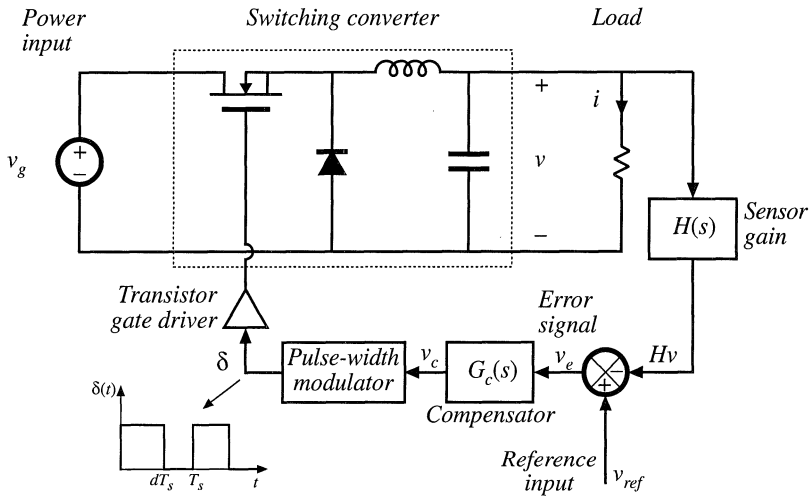 Power
input
Switching converter
Load
+
i
v_g
+
−
v
−
H(s)
Sensor
gain
Transistor
gate driver
Error
signal
δ
Pulse-width
modulator
v_c
G_c(s)
v_e
−
+
Hv
Compensator
δ(t)
dT_s
T_s
t
Reference
input
v_ref